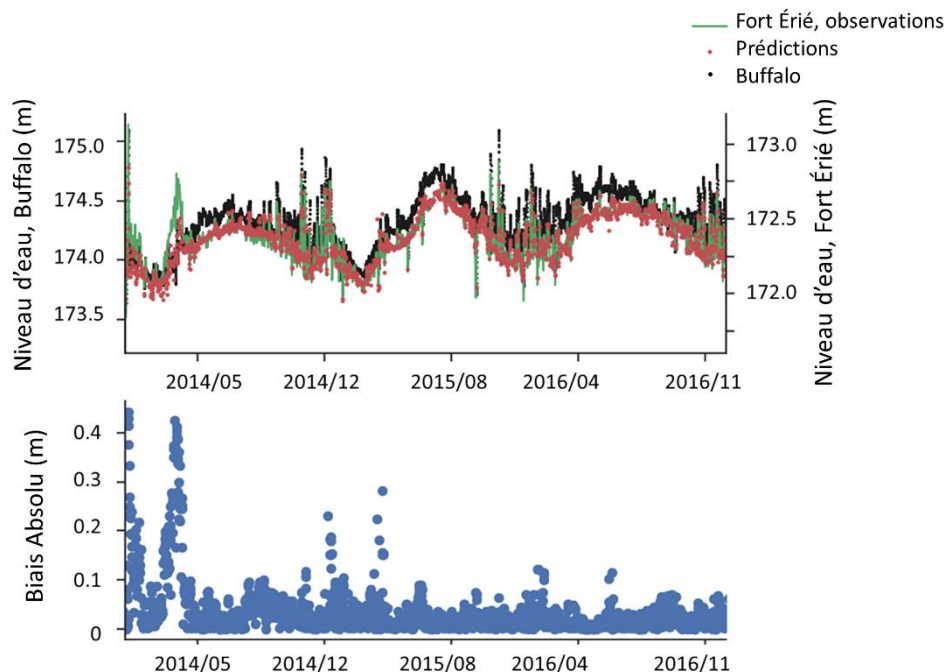 Fort Érié, observations
Prédictions
Buffalo
Niveau d'eau, Buffalo (m)
175.0
174.5
174.0
173.5
173.0
172.5
172.0
Niveau d'eau, Fort Érié (m)
2014/05 2014/12 2015/08 2016/04 2016/11
Biais Absolu (m)
0.4
0.3
0.2
0.1
0
2014/05 2014/12 2015/08 2016/04 2016/11